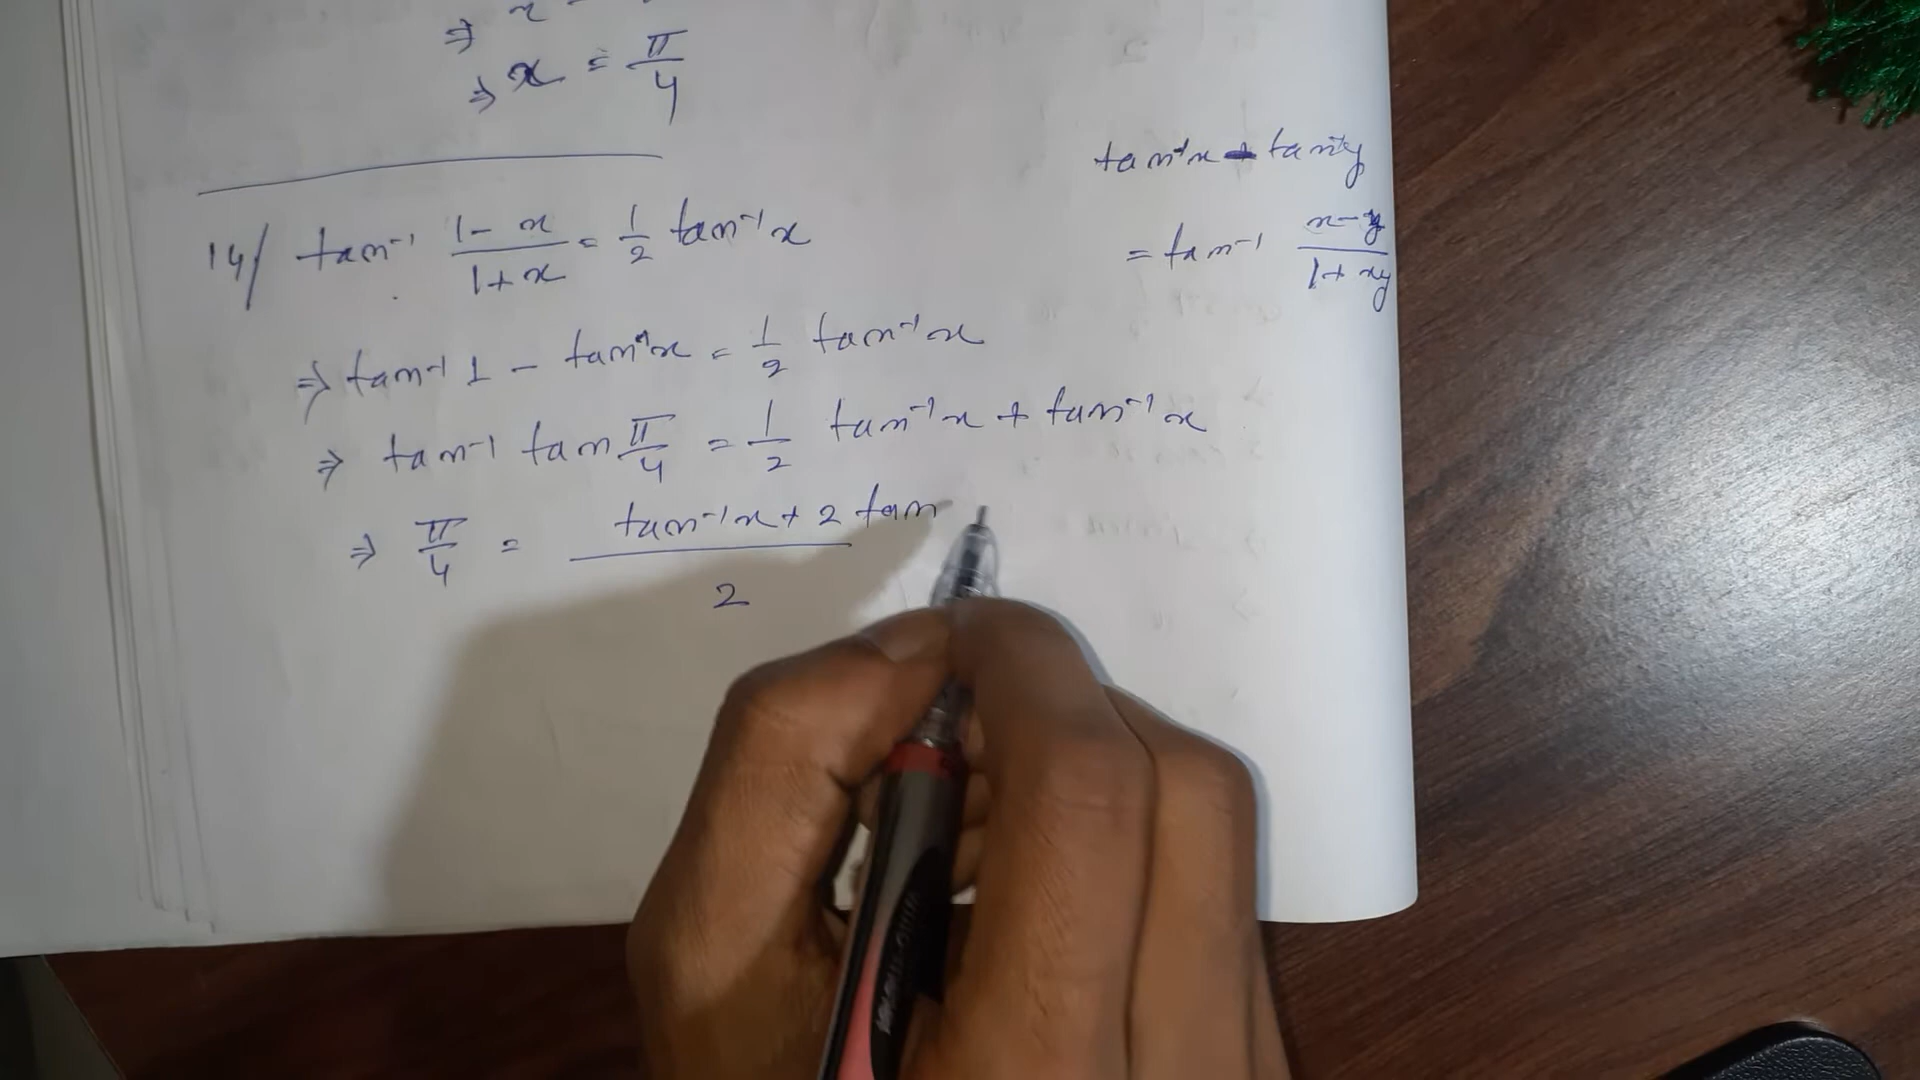 ⇒ x
⇒ x = π/4
tan⁻¹x - tan⁻¹y
= tan⁻¹ (x-y)/(1+xy)
14/ tan⁻¹ (1-x)/(1+x) = 1/2 tan⁻¹x
⇒ tan⁻¹ 1 - tan⁻¹x = 1/2 tan⁻¹x
⇒ tan⁻¹ tan π/4 = 1/2 tan⁻¹x + tan⁻¹x
⇒ π/4 = (tan⁻¹x + 2 tan)/2